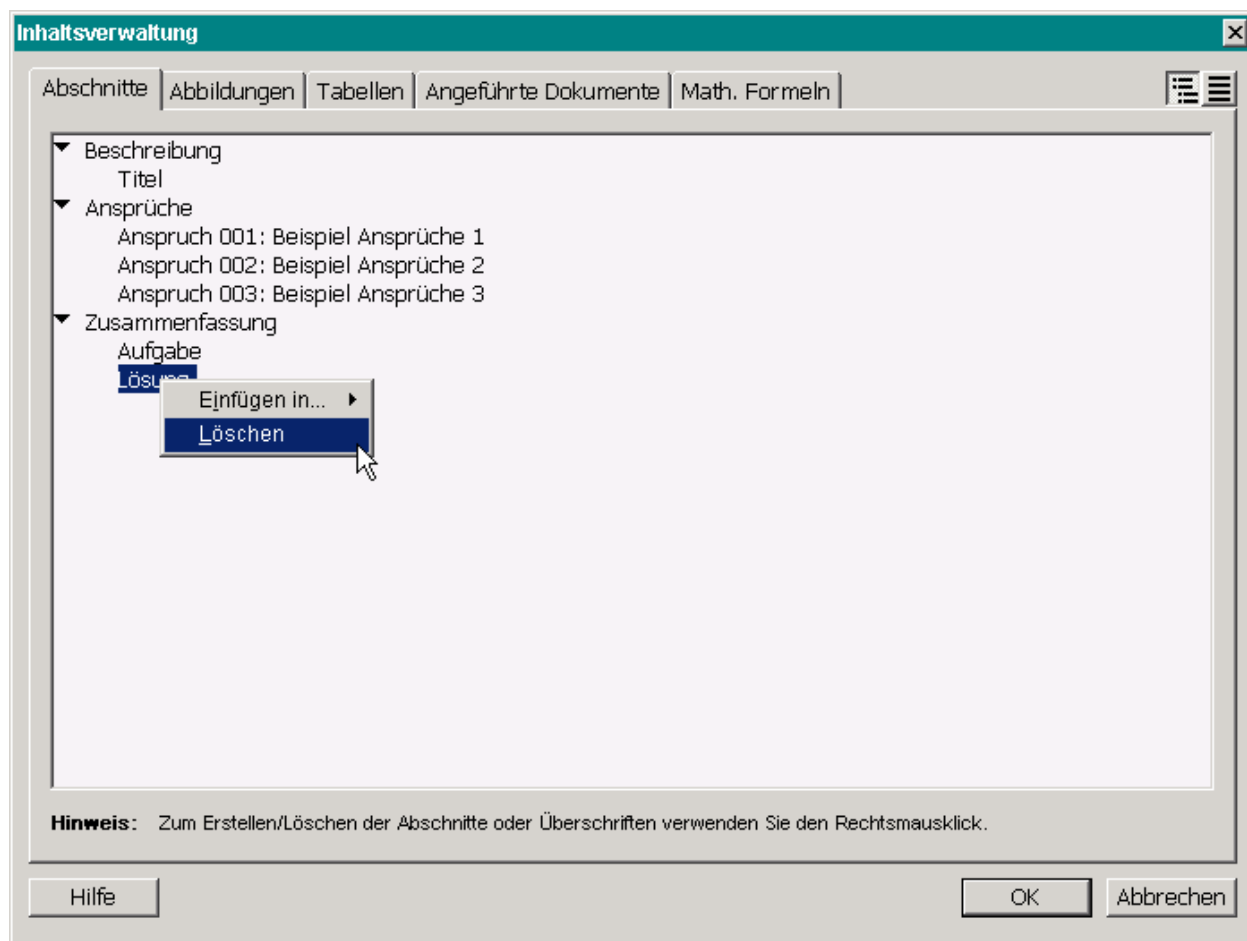 Inhaltsverwaltung
Abschnitte Abbildungen Tabellen Angeführte Dokumente Math. Formeln
Beschreibung
Titel
Ansprüche
Anspruch 001: Beispiel Ansprüche 1
Anspruch 002: Beispiel Ansprüche 2
Anspruch 003: Beispiel Ansprüche 3
Zusammenfassung
Aufgabe
Lösung
Einfügen in...
Löschen
Hinweis: Zum Erstellen/Löschen der Abschnitte oder Überschriften verwenden Sie den Rechtsmausklick.
Hilfe OK Abbrechen